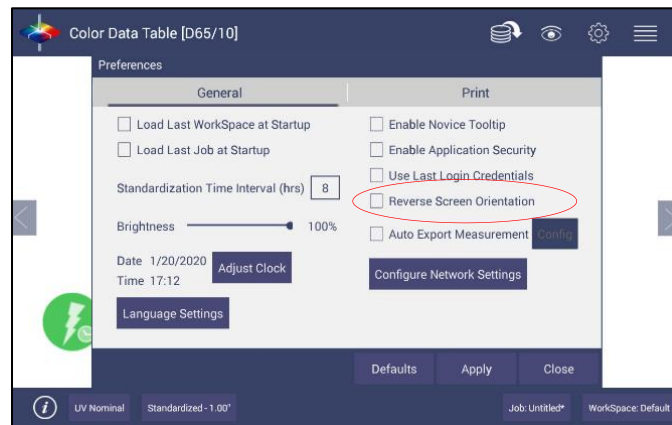 Color Data Table [D65/10]
Preferences
General
Print
Load Last WorkSpace at Startup
Load Last Job at Startup
Standardization Time Interval (hrs) 8
Brightness 100%
Date 1/20/2020
Time 17:12
Adjust Clock
Language Settings
Enable Novice Tooltip
Enable Application Security
Use Last Login Credentials
Reverse Screen Orientation
Auto Export Measurement Config
Configure Network Settings
Defaults Apply Close
i UV Nominal Standardized - 1.00" Job: Untitled* WorkSpace: Default